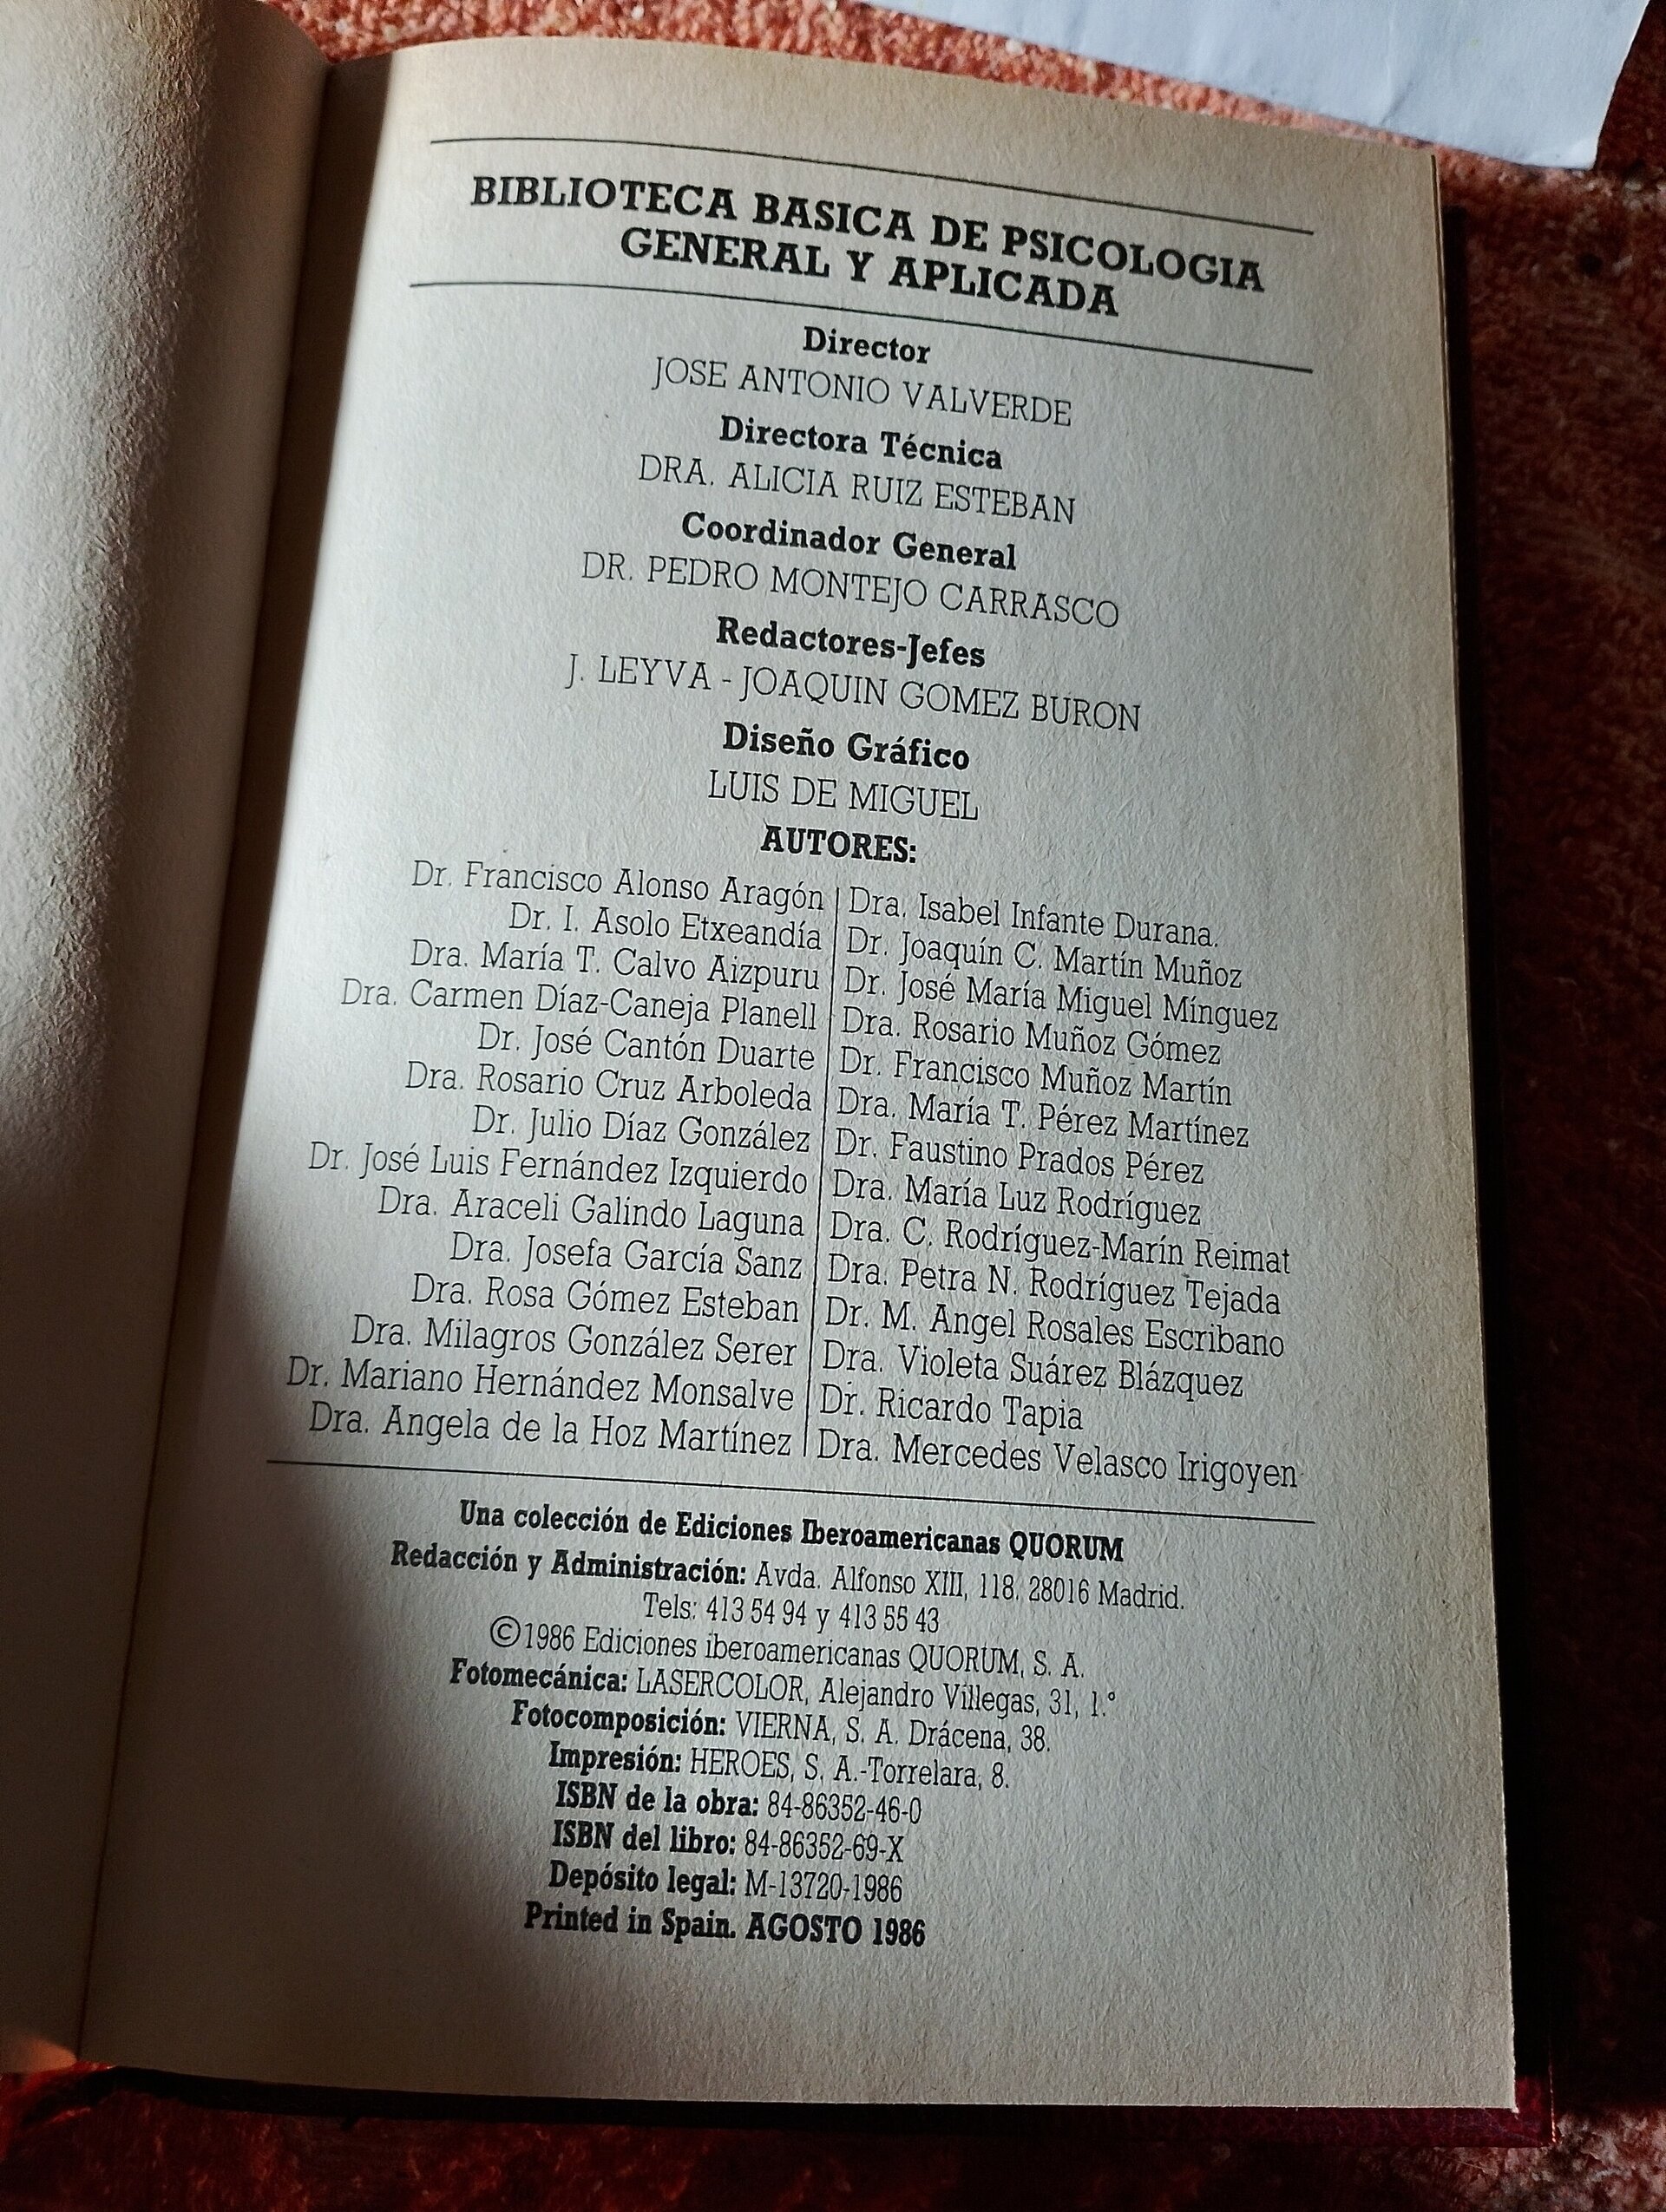 BIBLIOTECA BASICA DE PSICOLOGIA
GENERAL Y APLICADA
Director
JOSE ANTONIO VALVERDE
Directora Técnica
DRA. ALICIA RUIZ ESTEBAN
Coordinador General
DR. PEDRO MONTEJO CARRASCO
Redactores-Jefes
J. LEYVA - JOAQUIN GOMEZ BURON
Diseño Gráfico
LUIS DE MIGUEL
AUTORES:
Dr. Francisco Alonso Aragón
Dr. I. Asolo Etxeandía
Dra. María T. Calvo Aizpuru
Dra. Carmen Díaz-Caneja Planell
Dr. José Cantón Duarte
Dra. Rosario Cruz Arboleda
Dr. Julio Díaz González
Dr. José Luis Fernández Izquierdo
Dra. Araceli Galindo Laguna
Dra. Josefa García Sanz
Dra. Rosa Gómez Esteban
Dra. Milagros González Serer
Dr. Mariano Hernández Monsalve
Dra. Angela de la Hoz Martínez
Dra. Isabel Infante Durana.
Dr. Joaquín C. Martín Muñoz
Dr. José María Miguel Mínguez
Dra. Rosario Muñoz Gómez
Dr. Francisco Muñoz Martín
Dra. María T. Pérez Martínez
Dr. Faustino Prados Pérez
Dra. María Luz Rodríguez
Dra. C. Rodríguez-Marín Reimat
Dra. Petra N. Rodríguez Tejada
Dr. M. Angel Rosales Escribano
Dra. Violeta Suárez Blázquez
Dr. Ricardo Tapia
Dra. Mercedes Velasco Irigoyen
Una colección de Ediciones Iberoamericanas QUORUM
Redacción y Administración: Avda. Alfonso XIII, 118. 28016 Madrid.
Tels: 413 54 94 y 413 55 43
©1986 Ediciones iberoamericanas QUORUM, S. A.
Fotomecánica: LASERCOLOR, Alejandro Villegas, 31, 1.°
Fotocomposición: VIERNA, S. A. Drácena, 38.
Impresión: HEROES, S. A.-Torrelara, 8.
ISBN de la obra: 84-86352-46-0
ISBN del libro: 84-86352-69-X
Depósito legal: M-13720-1986
Printed in Spain. AGOSTO 1986